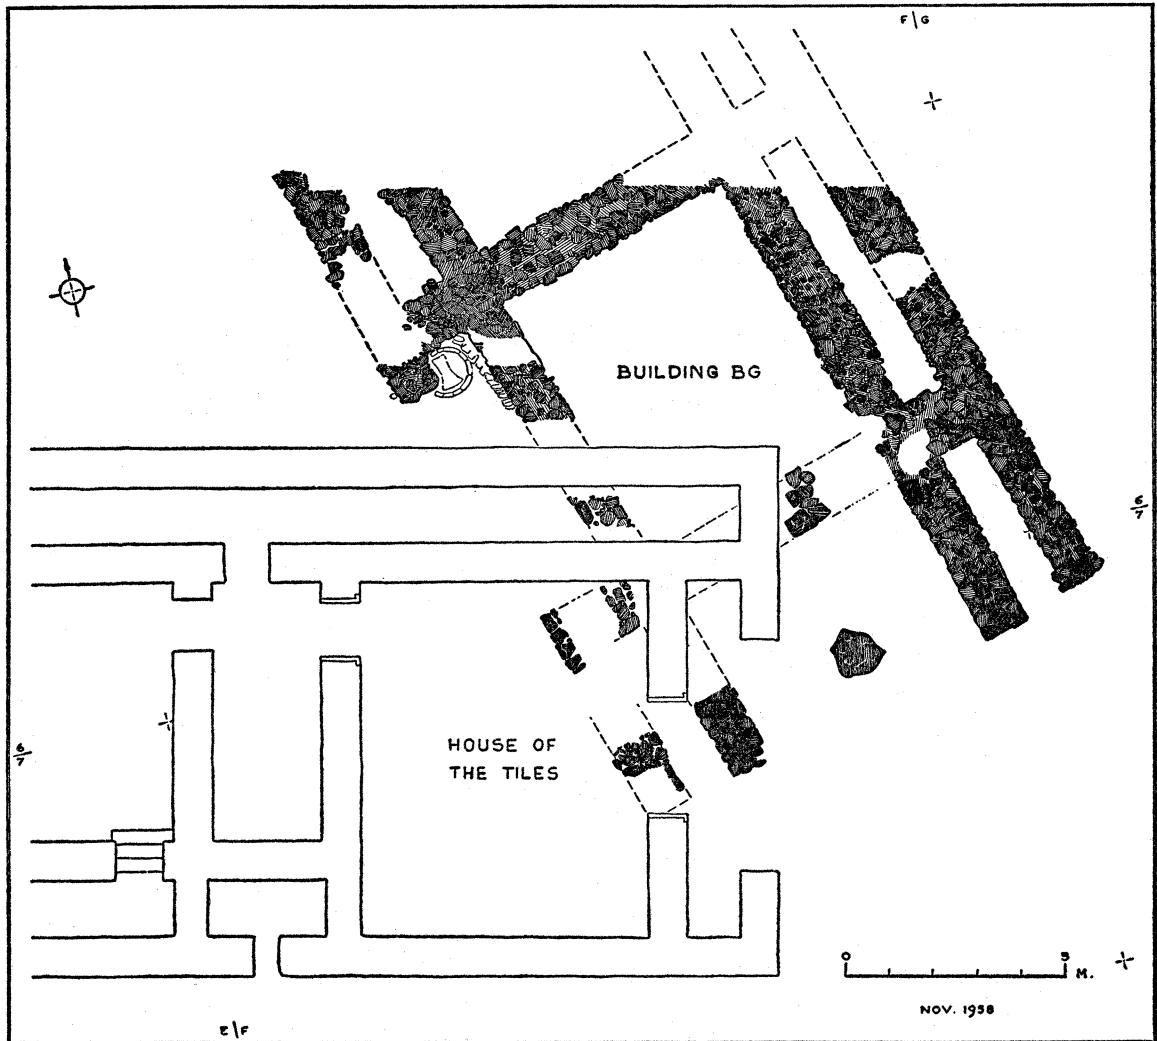 F/G
BUILDING BG
6/7
6/7
HOUSE OF
THE TILES
0 5 M.
NOV. 1958
E/F